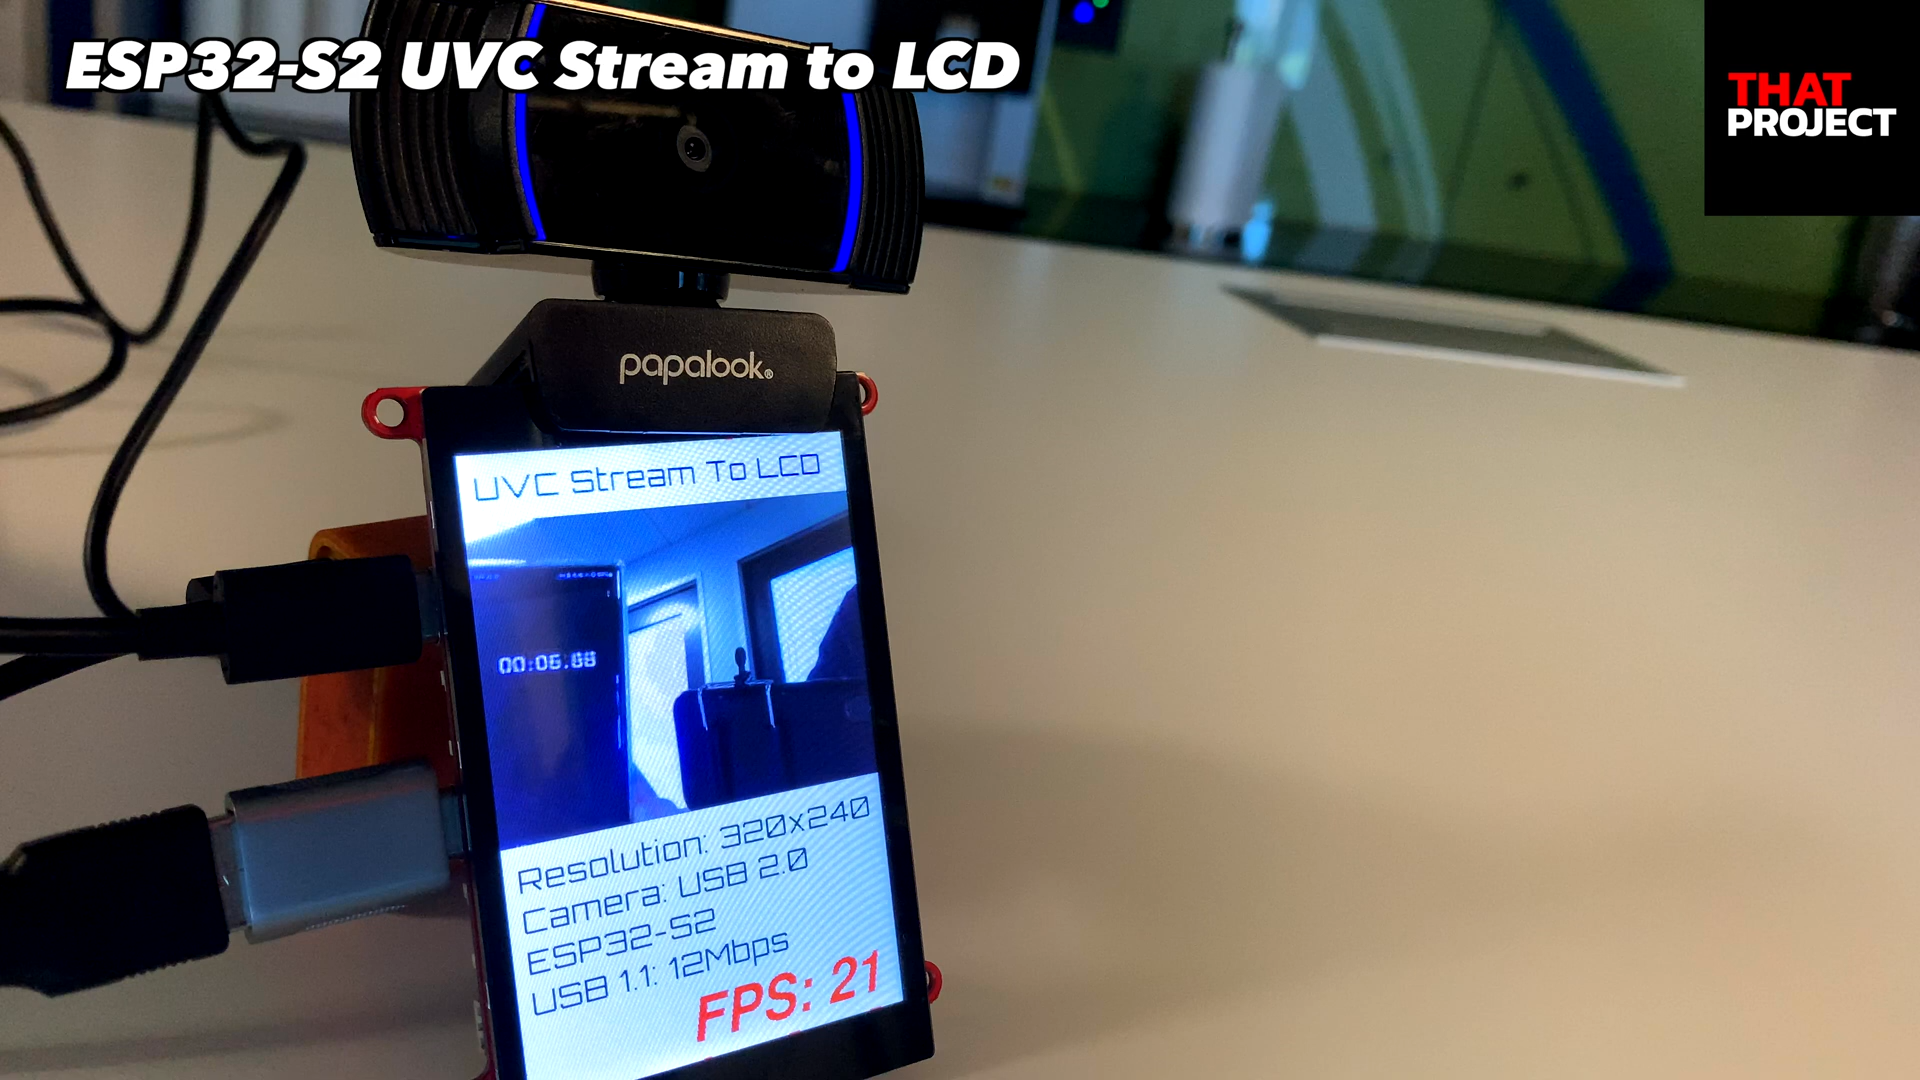 ESP32-S2 UVC Stream to LCD
THAT
PROJECT
papalook®
UVC Stream To LCD
00:06.88
Resolution: 320x240
Camera: USB 2.0
ESP32-S2
USB 1.1: 12Mbps
FPS: 21